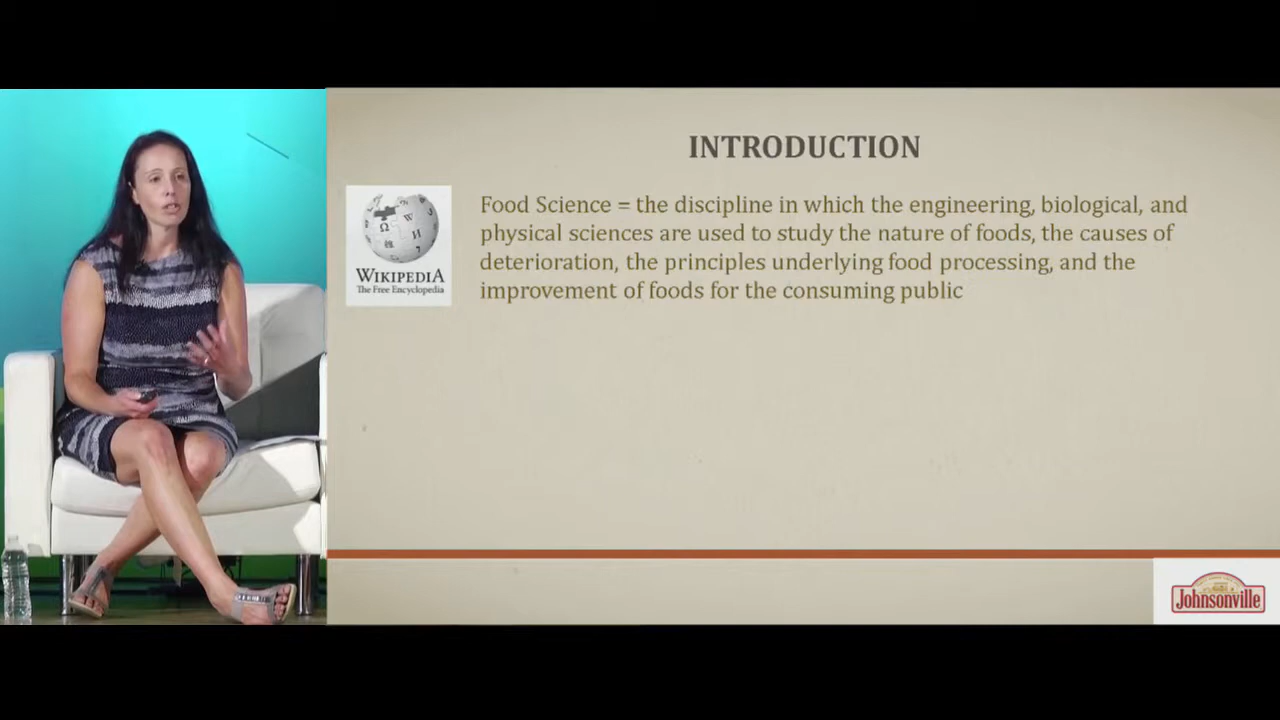 INTRODUCTION
Food Science = the discipline in which the engineering, biological, and
physical sciences are used to study the nature of foods, the causes of
deterioration, the principles underlying food processing, and the
improvement of foods for the consuming public
WIKIPEDIA
The Free Encyclopedia
Johnsonville